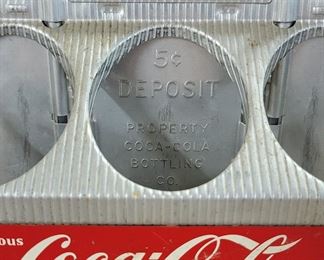 5¢
DEPOSIT
PROPERTY
COCA-COLA
BOTTLING
CO.
Coca-Cola